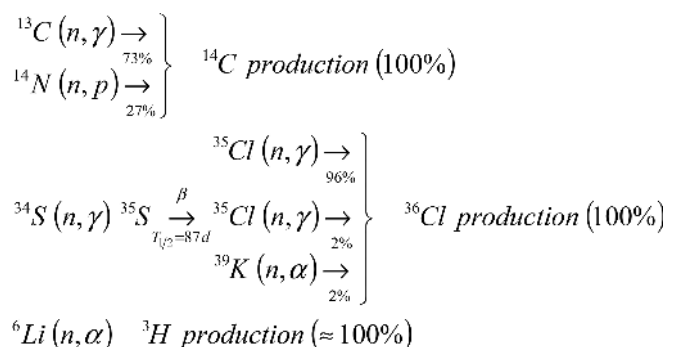 ¹³C (n, γ) → 73%
¹⁴N (n, p) → 27%
} ¹⁴C production (100%)
³⁵Cl (n, γ) → 96%
³⁴S (n, γ) ³⁵S →β T₁/₂=87d ³⁵Cl (n, γ) → 2%
³⁹K (n, α) → 2%
} ³⁶Cl production (100%)
⁶Li (n, α) ³H production (≈100%)